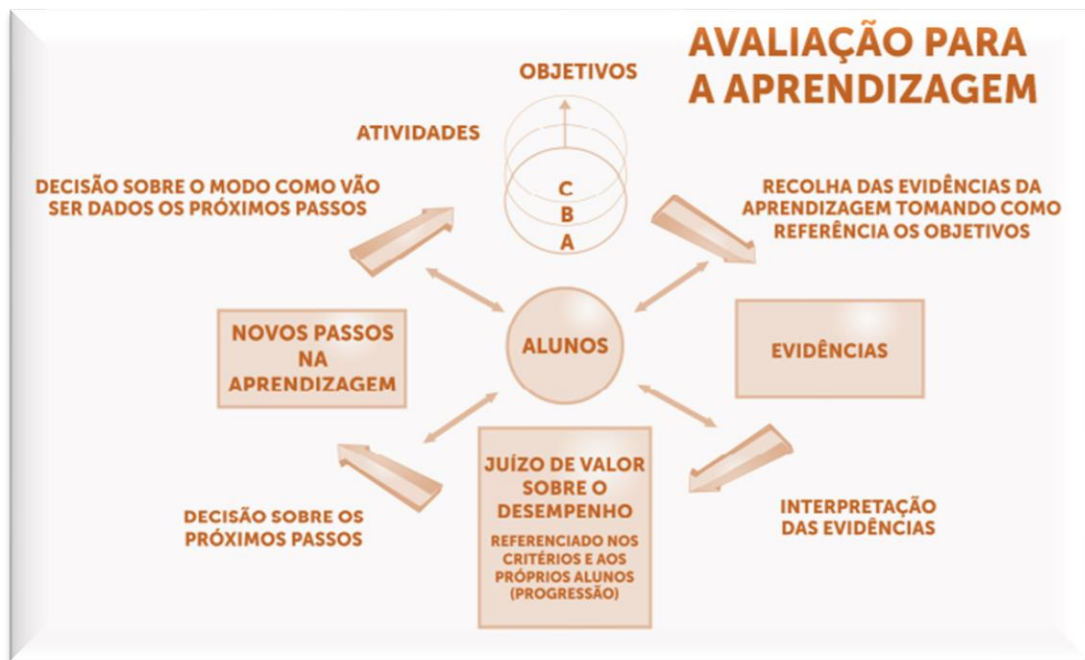 AVALIAÇÃO PARA
A APRENDIZAGEM
OBJETIVOS
ATIVIDADES
C
B
A
DECISÃO SOBRE O MODO COMO VÃO
SER DADOS OS PRÓXIMOS PASSOS
RECOLHA DAS EVIDÊNCIAS DA
APRENDIZAGEM TOMANDO COMO
REFERÊNCIA OS OBJETIVOS
NOVOS PASSOS
NA
APRENDIZAGEM
ALUNOS
EVIDÊNCIAS
JUÍZO DE VALOR
SOBRE O
DESEMPENHO
REFERENCIADO NOS
CRITÉRIOS E AOS
PRÓPRIOS ALUNOS
(PROGRESSÃO)
DECISÃO SOBRE OS
PRÓXIMOS PASSOS
INTERPRETAÇÃO
DAS EVIDÊNCIAS